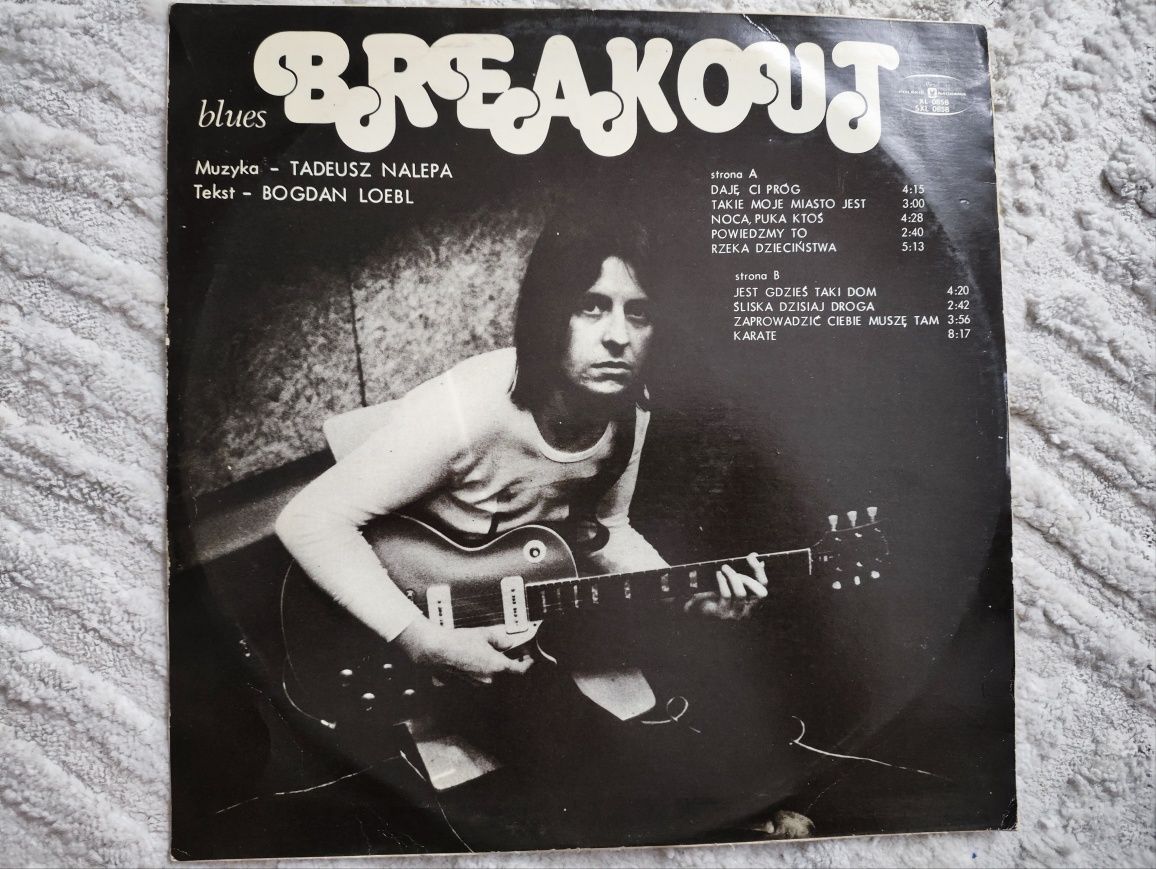 BREAKOUT
blues
POLSKIE NAGRANIA
XL 0858
SXL 0858
Muzyka – TADEUSZ NALEPA
Tekst – BOGDAN LOEBL
strona A
DAJĘ CI PRÓG 4:15
TAKIE MOJE MIASTO JEST 3:00
NOCĄ PUKA KTOŚ 4:28
POWIEDZMY TO 2:40
RZEKA DZIECIŃSTWA 5:13
strona B
JEST GDZIEŚ TAKI DOM 4:20
ŚLISKA DZISIAJ DROGA 2:42
ZAPROWADZIĆ CIEBIE MUSZĘ TAM 3:56
KARATE 8:17